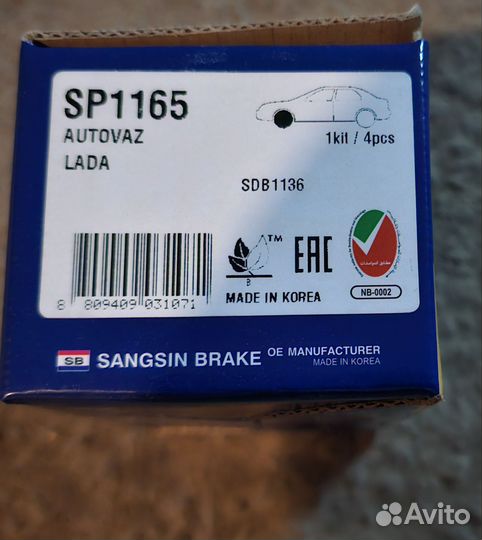 SP1165
AUTOVAZ
LADA
1kit / 4pcs
SDB1136
TM
EAC
B
MADE IN KOREA
NB-0002
8 809409 031071
SB SANGSIN BRAKE OE MANUFACTURER
MADE IN KOREA
Avito